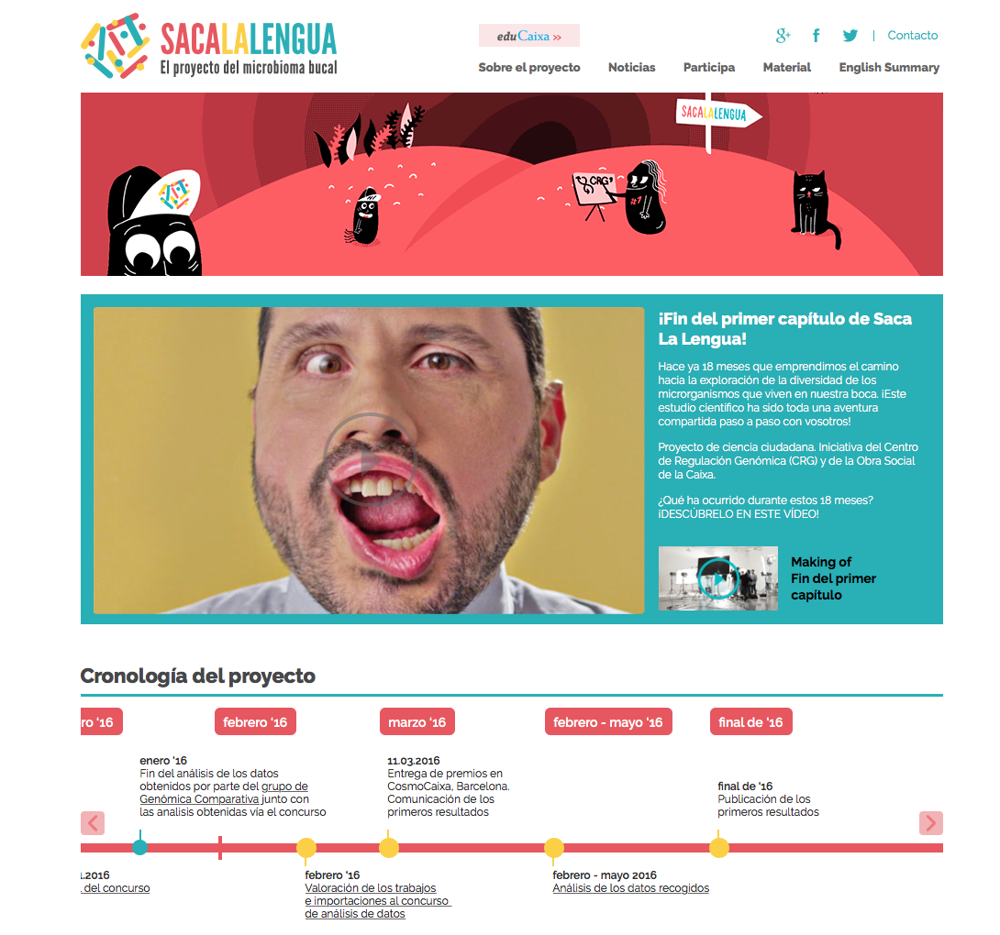 SACALALENGUA
El proyecto del microbioma bucal
eduCaixa »
g+ f | Contacto
Sobre el proyecto Noticias Participa Material English Summary
SACALALENGUA
CRG
#1
¡Fin del primer capítulo de Saca
La Lengua!
Hace ya 18 meses que emprendimos el camino
hacia la exploración de la diversidad de los
microrganismos que viven en nuestra boca. ¡Este
estudio científico ha sido toda una aventura
compartida paso a paso con vosotros!
Proyecto de ciencia ciudadana. Iniciativa del Centro
de Regulación Genómica (CRG) y de la Obra Social
de la Caixa.
¿Qué ha ocurrido durante estos 18 meses?
¡DESCÚBRELO EN ESTE VÍDEO!
Making of
Fin del primer
capítulo
Cronología del proyecto
ro ‘16 febrero ‘16 marzo ‘16 febrero - mayo ‘16 final de ‘16
enero ‘16
Fin del análisis de los datos
obtenidos por parte del grupo de
Genómica Comparativa junto con
las analisis obtenidas vía el concurso
11.03.2016
Entrega de premios en
CosmoCaixa, Barcelona.
Comunicación de los
primeros resultados
final de ‘16
Publicación de los
primeros resultados
1.2016
. del concurso
febrero ‘16
Valoración de los trabajos
e importaciones al concurso
de análisis de datos
febrero - mayo 2016
Análisis de los datos recogidos